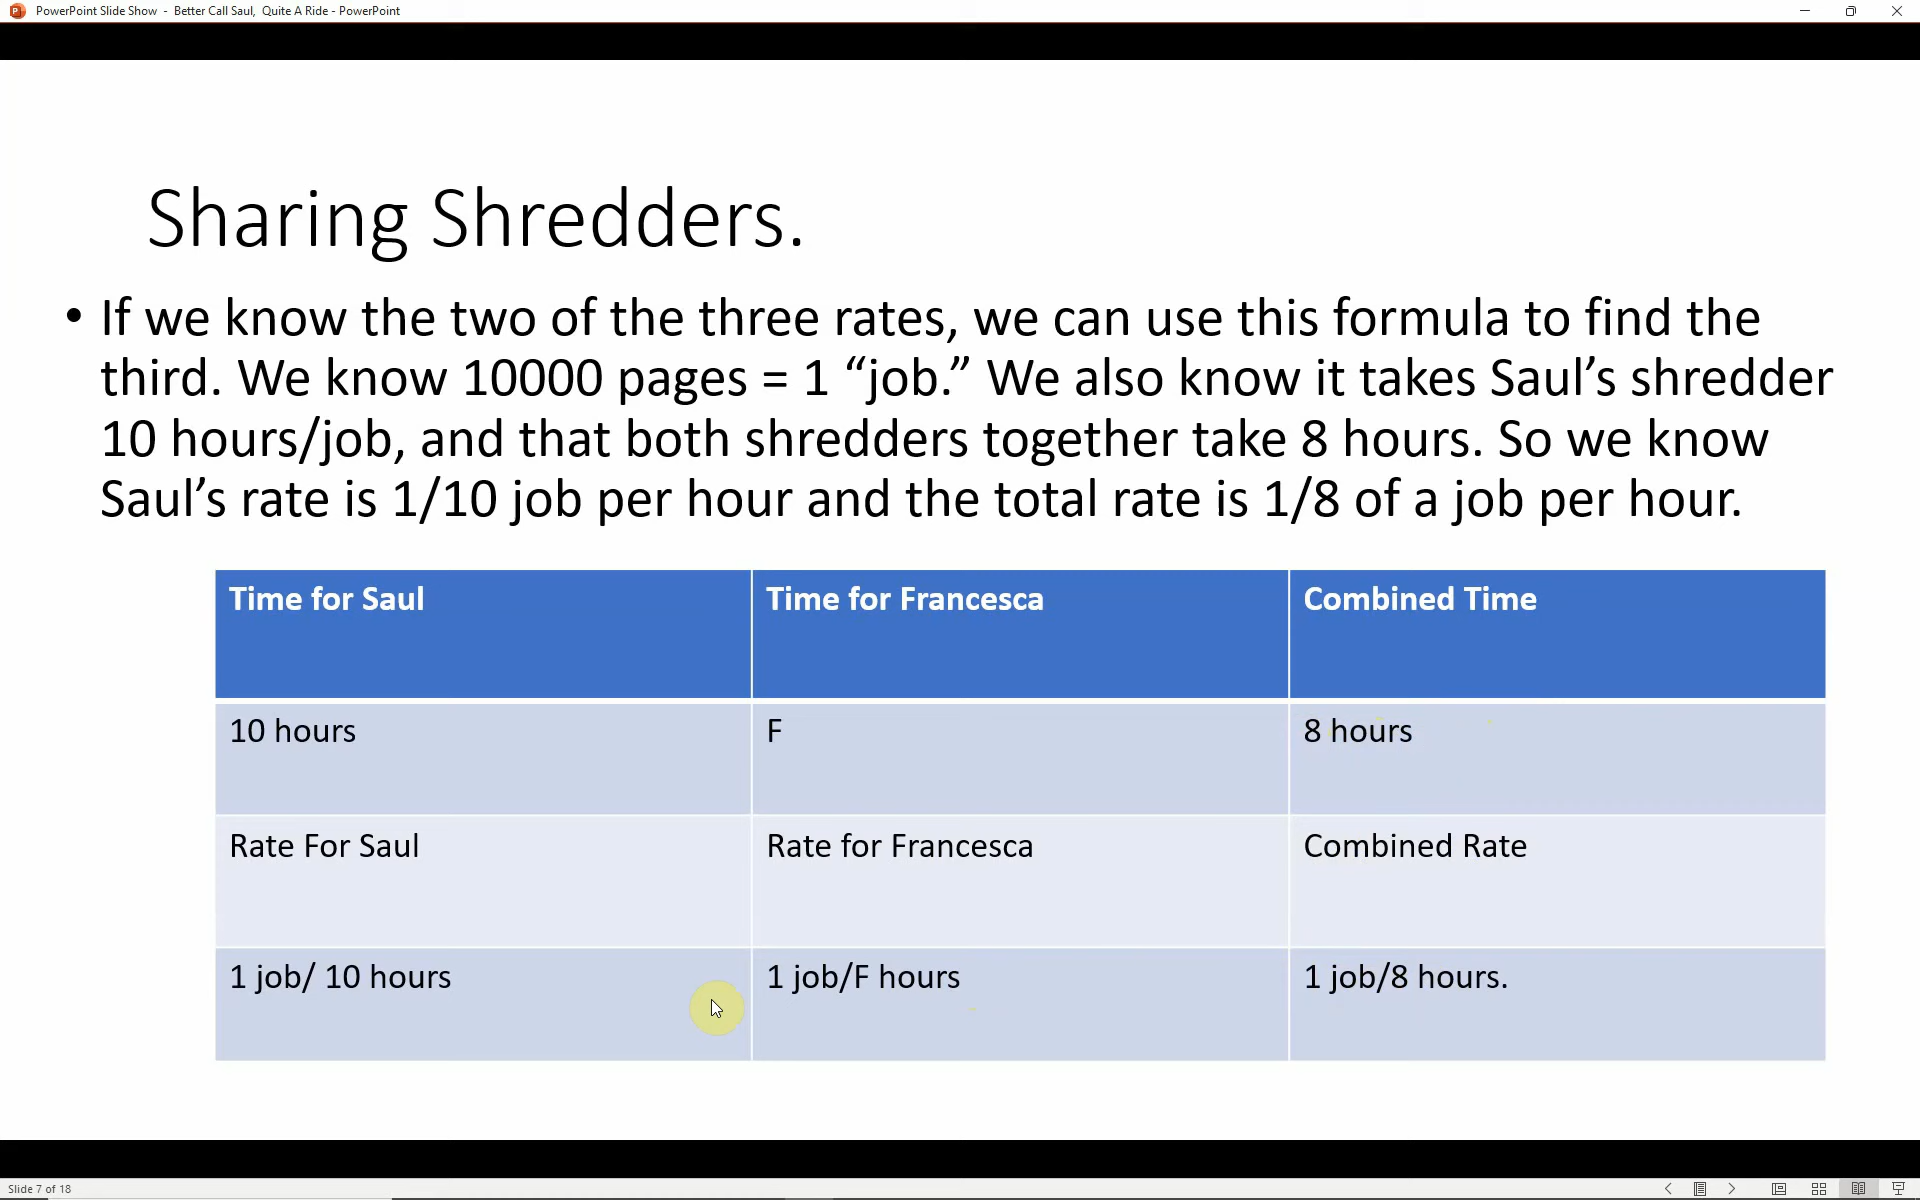 PowerPoint Slide Show - Better Call Saul, Quite A Ride - PowerPoint
Sharing Shredders.
• If we know the two of the three rates, we can use this formula to find the
third. We know 10000 pages = 1 “job.” We also know it takes Saul’s shredder
10 hours/job, and that both shredders together take 8 hours. So we know
Saul’s rate is 1/10 job per hour and the total rate is 1/8 of a job per hour.
Time for Saul Time for Francesca Combined Time
10 hours F 8 hours
Rate For Saul Rate for Francesca Combined Rate
1 job/ 10 hours 1 job/F hours 1 job/8 hours.
Slide 7 of 18